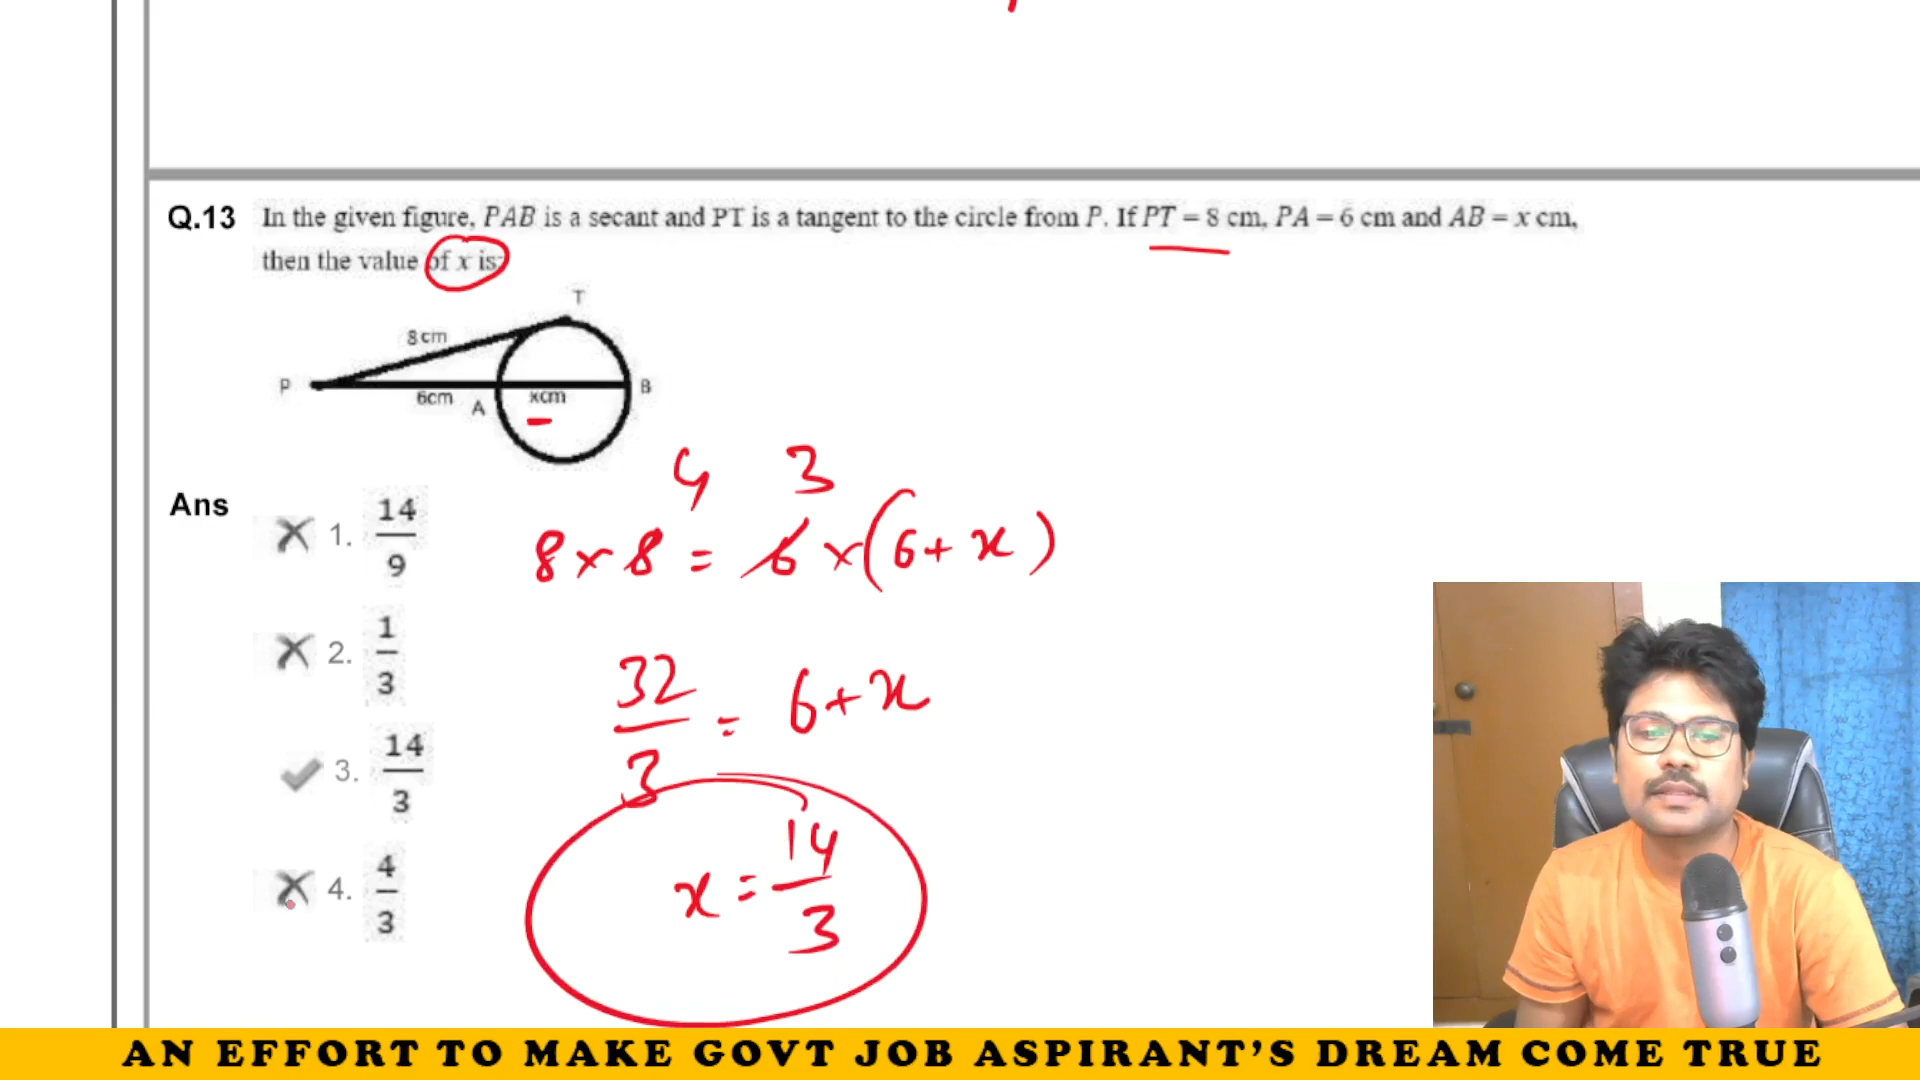 Q.13 In the given figure, PAB is a secant and PT is a tangent to the circle from P. If PT = 8 cm, PA = 6 cm and AB = x cm,
then the value of x is:
T
8cm
P
6cm
A
xcm
B
Ans
1. 14/9
2. 1/3
3. 14/3
4. 4/3
4 3
8 × 8 = 6 × (6 + x)
32/3 = 6 + x
x = 14/3
AN EFFORT TO MAKE GOVT JOB ASPIRANT'S DREAM COME TRUE